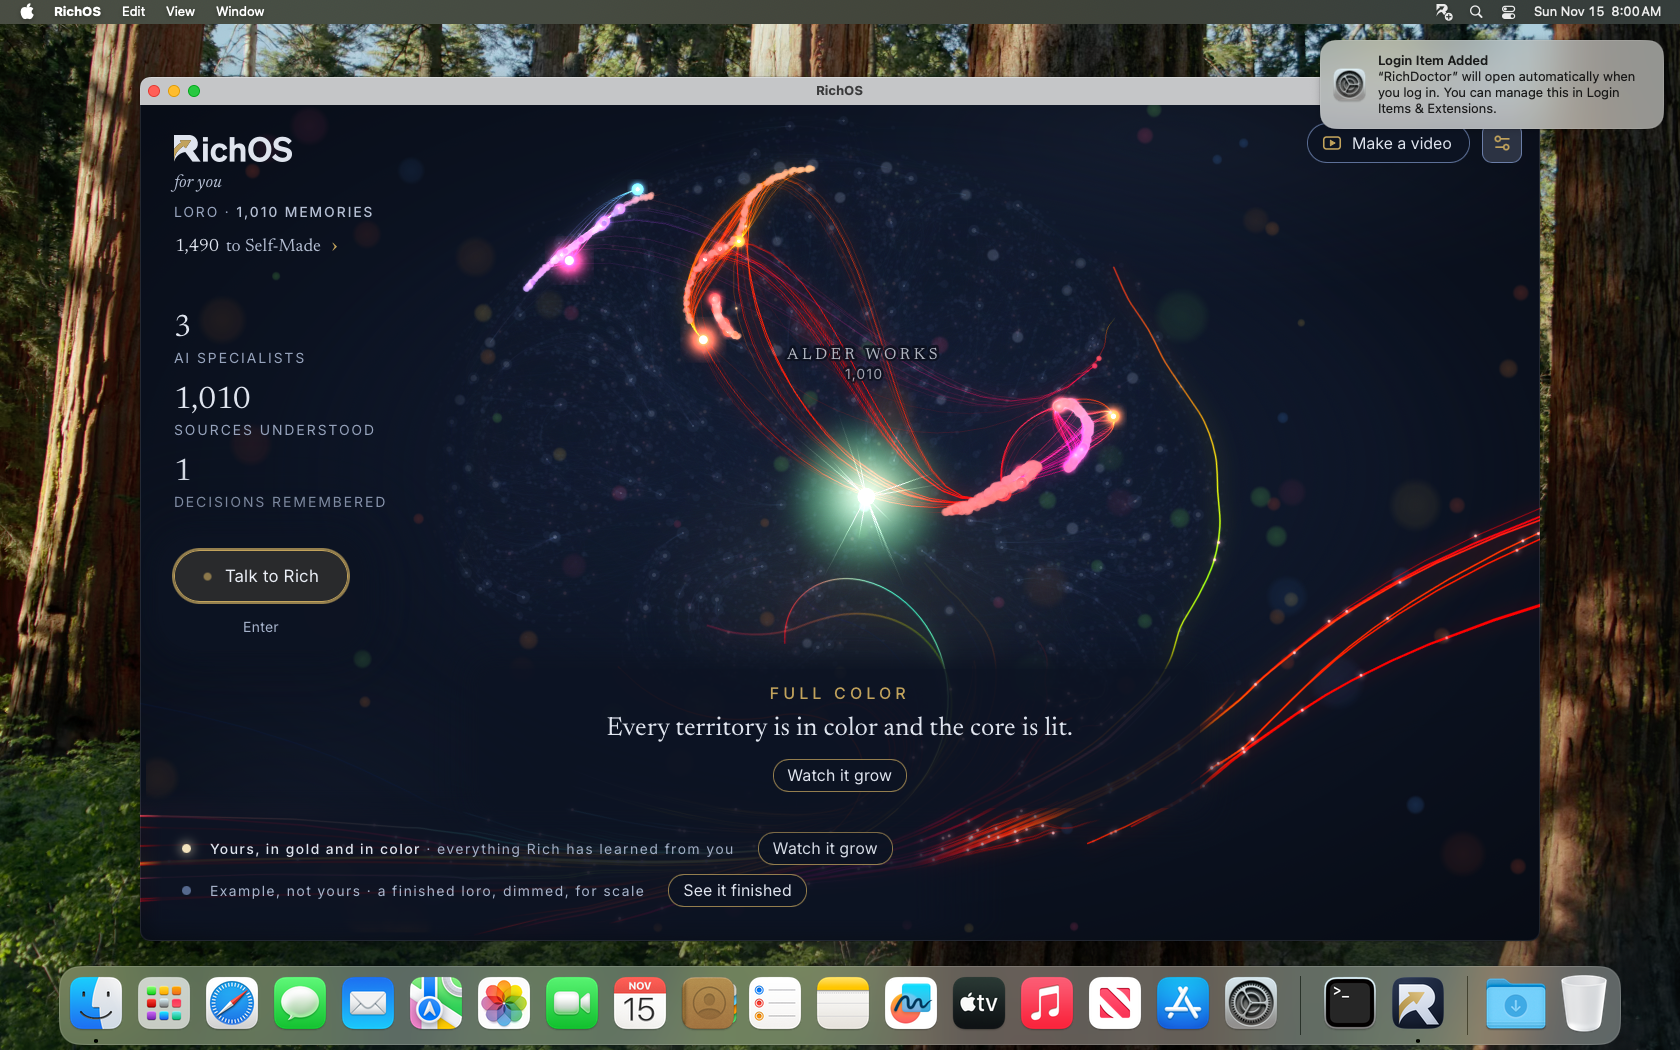 RichOS Edit View Window
Sun Nov 15 8:00 AM
Login Item Added
“RichDoctor” will open automatically when
you log in. You can manage this in Login
Items & Extensions.
RichOS
RichOS
for you
LORO · 1,010 MEMORIES
1,490 to Self-Made ›
Make a video
3
AI SPECIALISTS
1,010
SOURCES UNDERSTOOD
1
DECISIONS REMEMBERED
ALDER WORKS
1,010
Talk to Rich
Enter
FULL COLOR
Every territory is in color and the core is lit.
Watch it grow
Yours, in gold and in color · everything Rich has learned from you
Watch it grow
Example, not yours · a finished loro, dimmed, for scale
See it finished
NOV
15
tv
>_